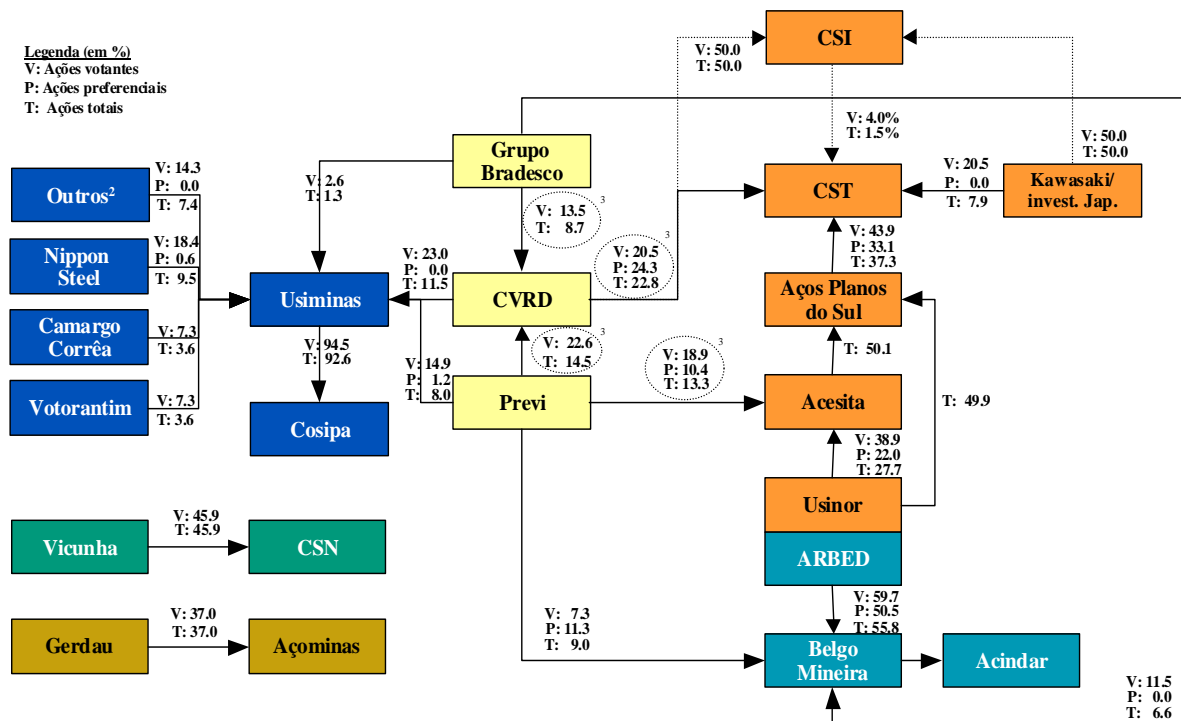 Legenda (em %)
V: Ações votantes
P: Ações preferenciais
T: Ações totais
CSI
V: 50.0
T: 50.0
V: 4.0%
T: 1.5%
V: 50.0
T: 50.0
Grupo
Bradesco
V: 2.6
T: 1.3
V: 13.5
T: 8.7
3
CST
V: 20.5
P: 0.0
T: 7.9
Kawasaki/
invest. Jap.
Outros²
V: 14.3
P: 0.0
T: 7.4
Nippon
Steel
V: 18.4
P: 0.6
T: 9.5
Camargo
Corrêa
V: 7.3
T: 3.6
Votorantim
V: 7.3
T: 3.6
Usiminas
V: 23.0
P: 0.0
T: 11.5
CVRD
V: 20.5
P: 24.3
T: 22.8
3
V: 43.9
P: 33.1
T: 37.3
Aços Planos
do Sul
V: 94.5
T: 92.6
V: 14.9
P: 1.2
T: 8.0
V: 22.6
T: 14.5
3
V: 18.9
P: 10.4
T: 13.3
3
T: 50.1
T: 49.9
Cosipa
Previ
Acesita
V: 38.9
P: 22.0
T: 27.7
Usinor
ARBED
Vicunha
V: 45.9
T: 45.9
CSN
Gerdau
V: 37.0
T: 37.0
Açominas
V: 7.3
P: 11.3
T: 9.0
V: 59.7
P: 50.5
T: 55.8
Belgo
Mineira
Acindar
V: 11.5
P: 0.0
T: 6.6